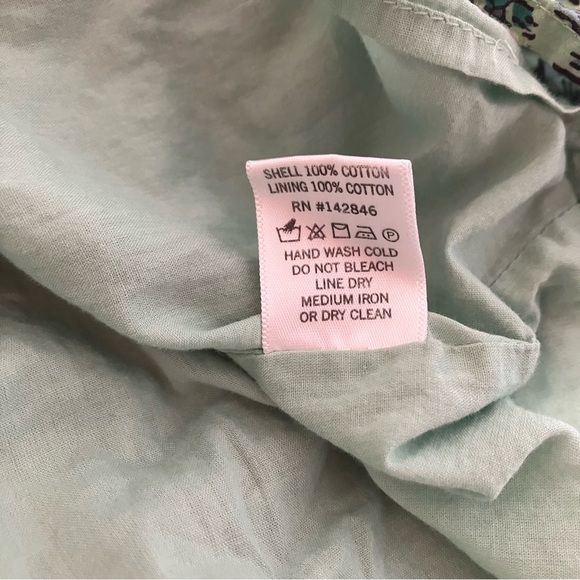 SHELL 100% COTTON
LINING 100% COTTON
RN #142846
P
HAND WASH COLD
DO NOT BLEACH
LINE DRY
MEDIUM IRON
OR DRY CLEAN